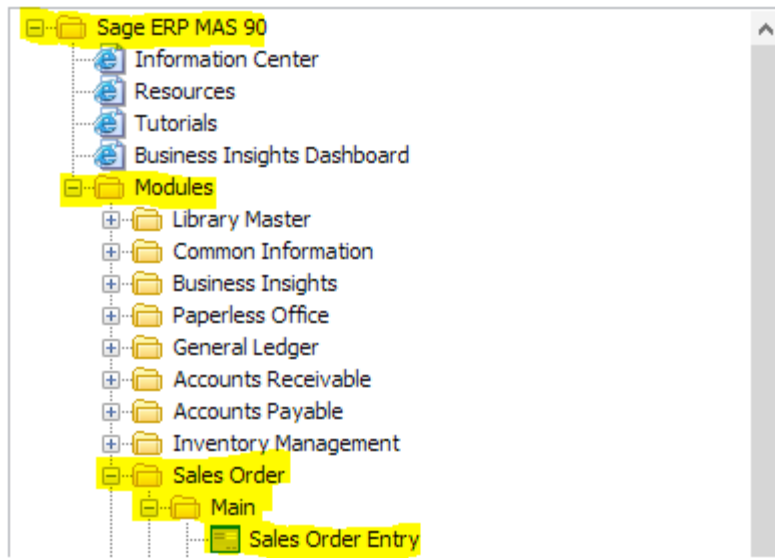 Sage ERP MAS 90
Information Center
Resources
Tutorials
Business Insights Dashboard
Modules
Library Master
Common Information
Business Insights
Paperless Office
General Ledger
Accounts Receivable
Accounts Payable
Inventory Management
Sales Order
Main
Sales Order Entry